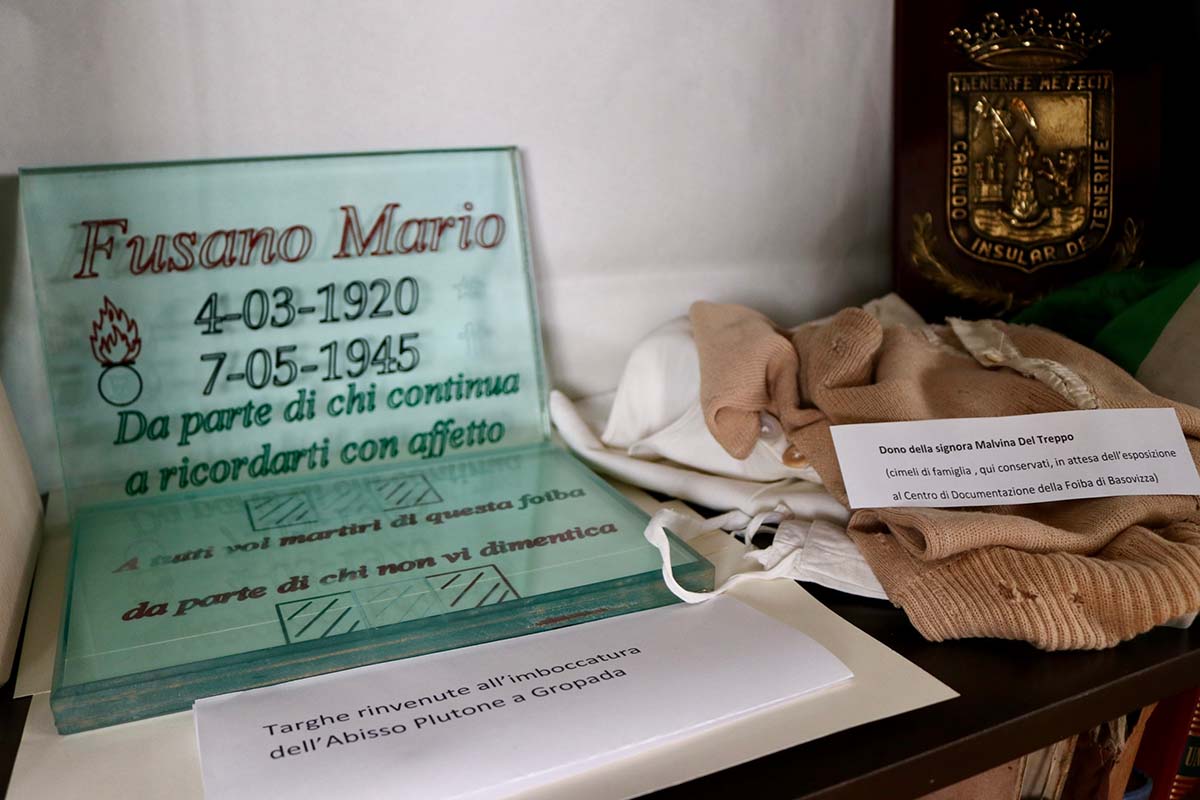 Fusano Mario
4-03-1920
7-05-1945
Da parte di chi continua
a ricordarti con affetto
A tutti voi martiri di questa foiba
da parte di chi non vi dimentica
Targhe rinvenute all'imboccatura
dell'Abisso Plutone a Gropada
Dono della signora Malvina Del Treppo
(cimeli di famiglia , qui conservati, in attesa dell'esposizione
al Centro di Documentazione della Foiba di Basovizza)
TENERIFE ME FECIT
CABILDO INSULAR DE TENERIFE